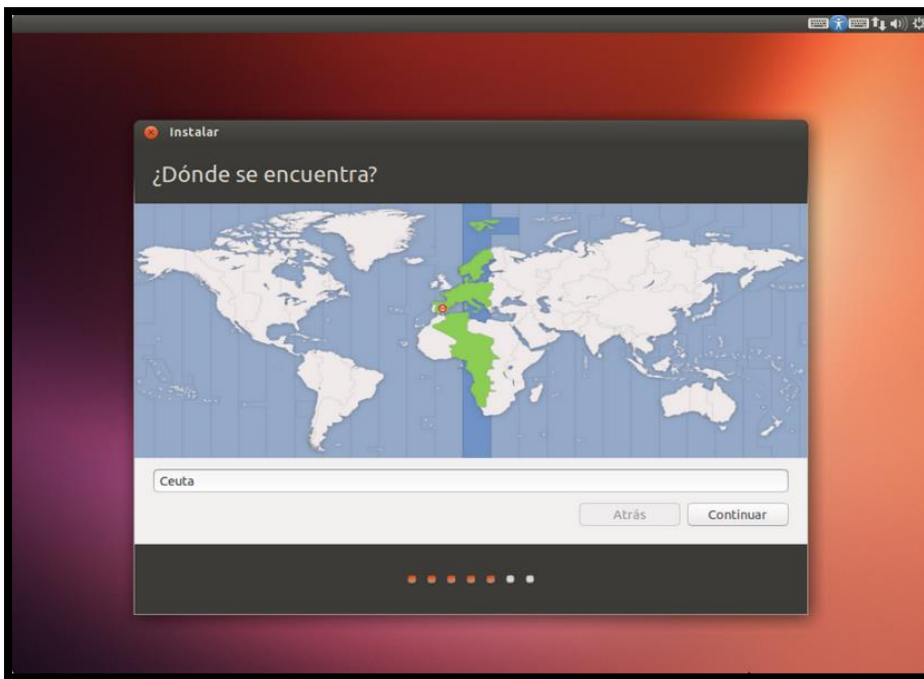 Instalar
¿Dónde se encuentra?
Ceuta
Atrás
Continuar